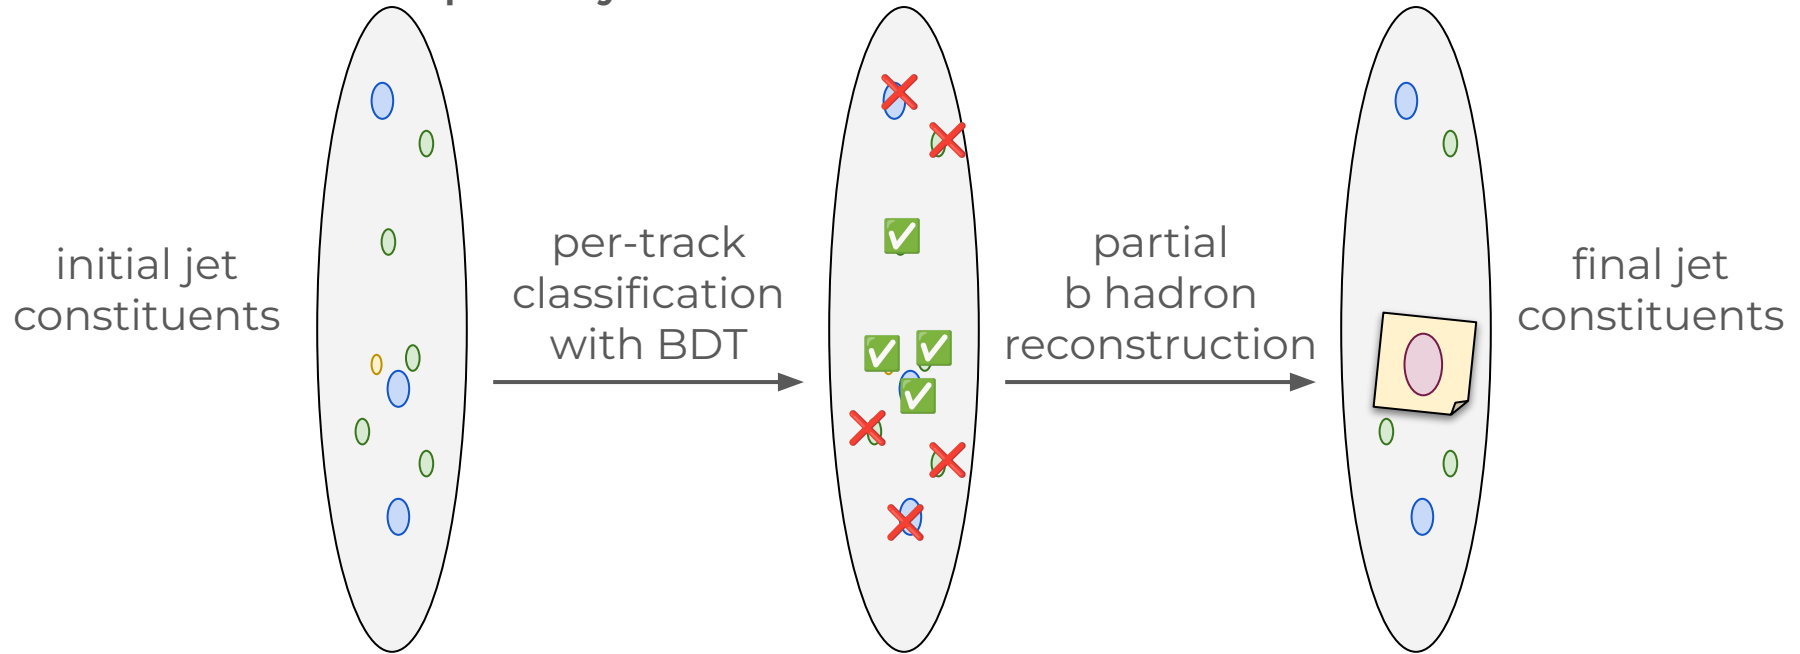 initial jet
constituents
per-track
classification
with BDT
partial
b hadron
reconstruction
final jet
constituents